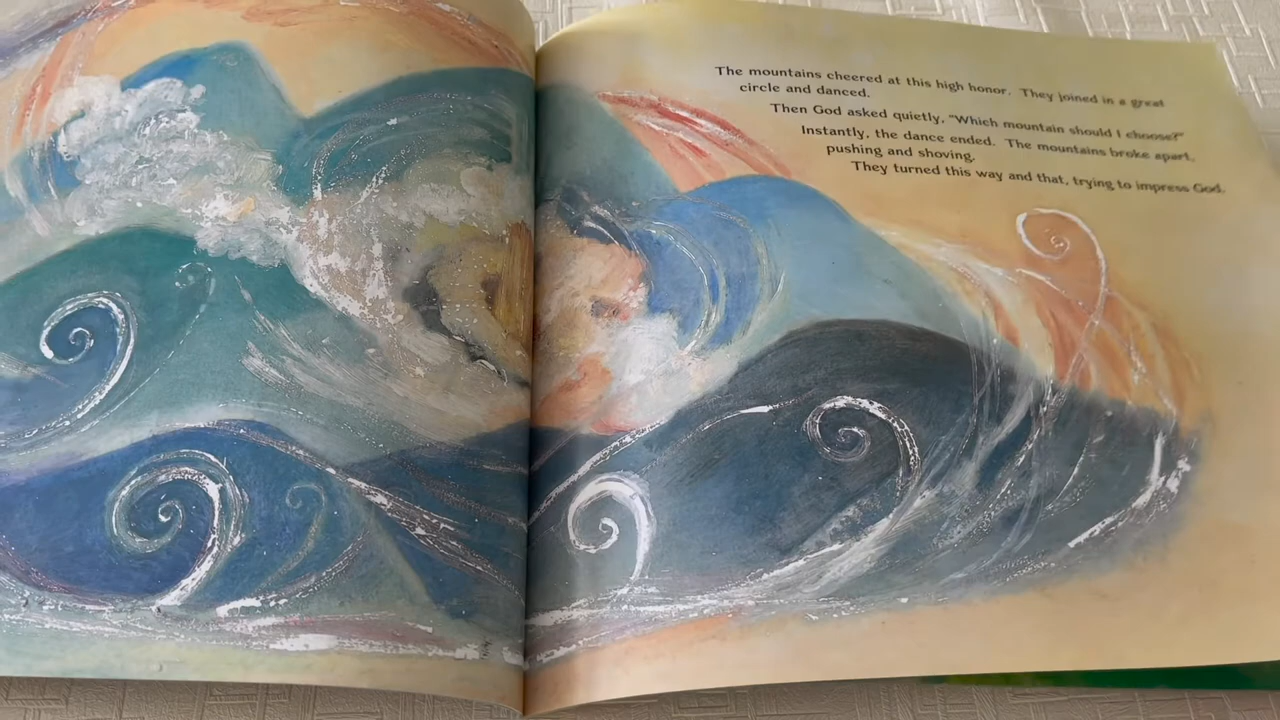 The mountains cheered at this high honor. They joined in a great
circle and danced.
Then God asked quietly, "Which mountain should I choose?"
Instantly, the dance ended. The mountains broke apart,
pushing and shoving.
They turned this way and that, trying to impress God.